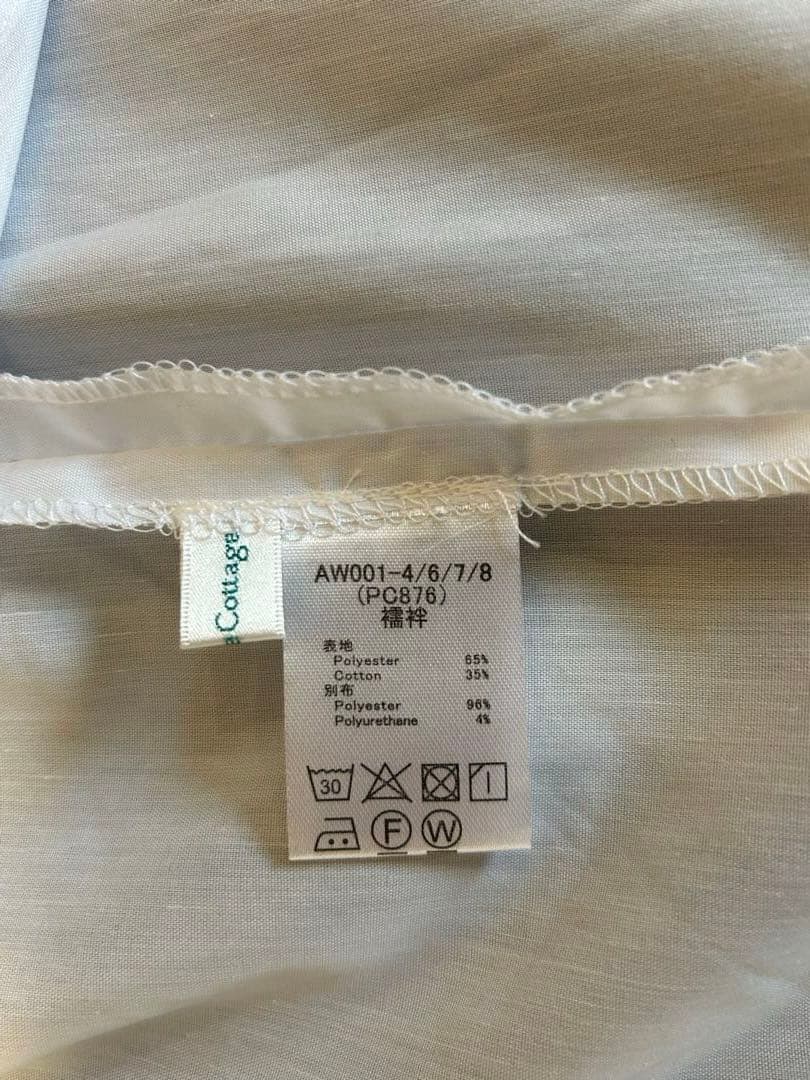 aCottage
AW001-4/6/7/8
(PC876)
襦袢
表地
Polyester 65%
Cotton 35%
別布
Polyester 96%
Polyurethane 4%
30
F W